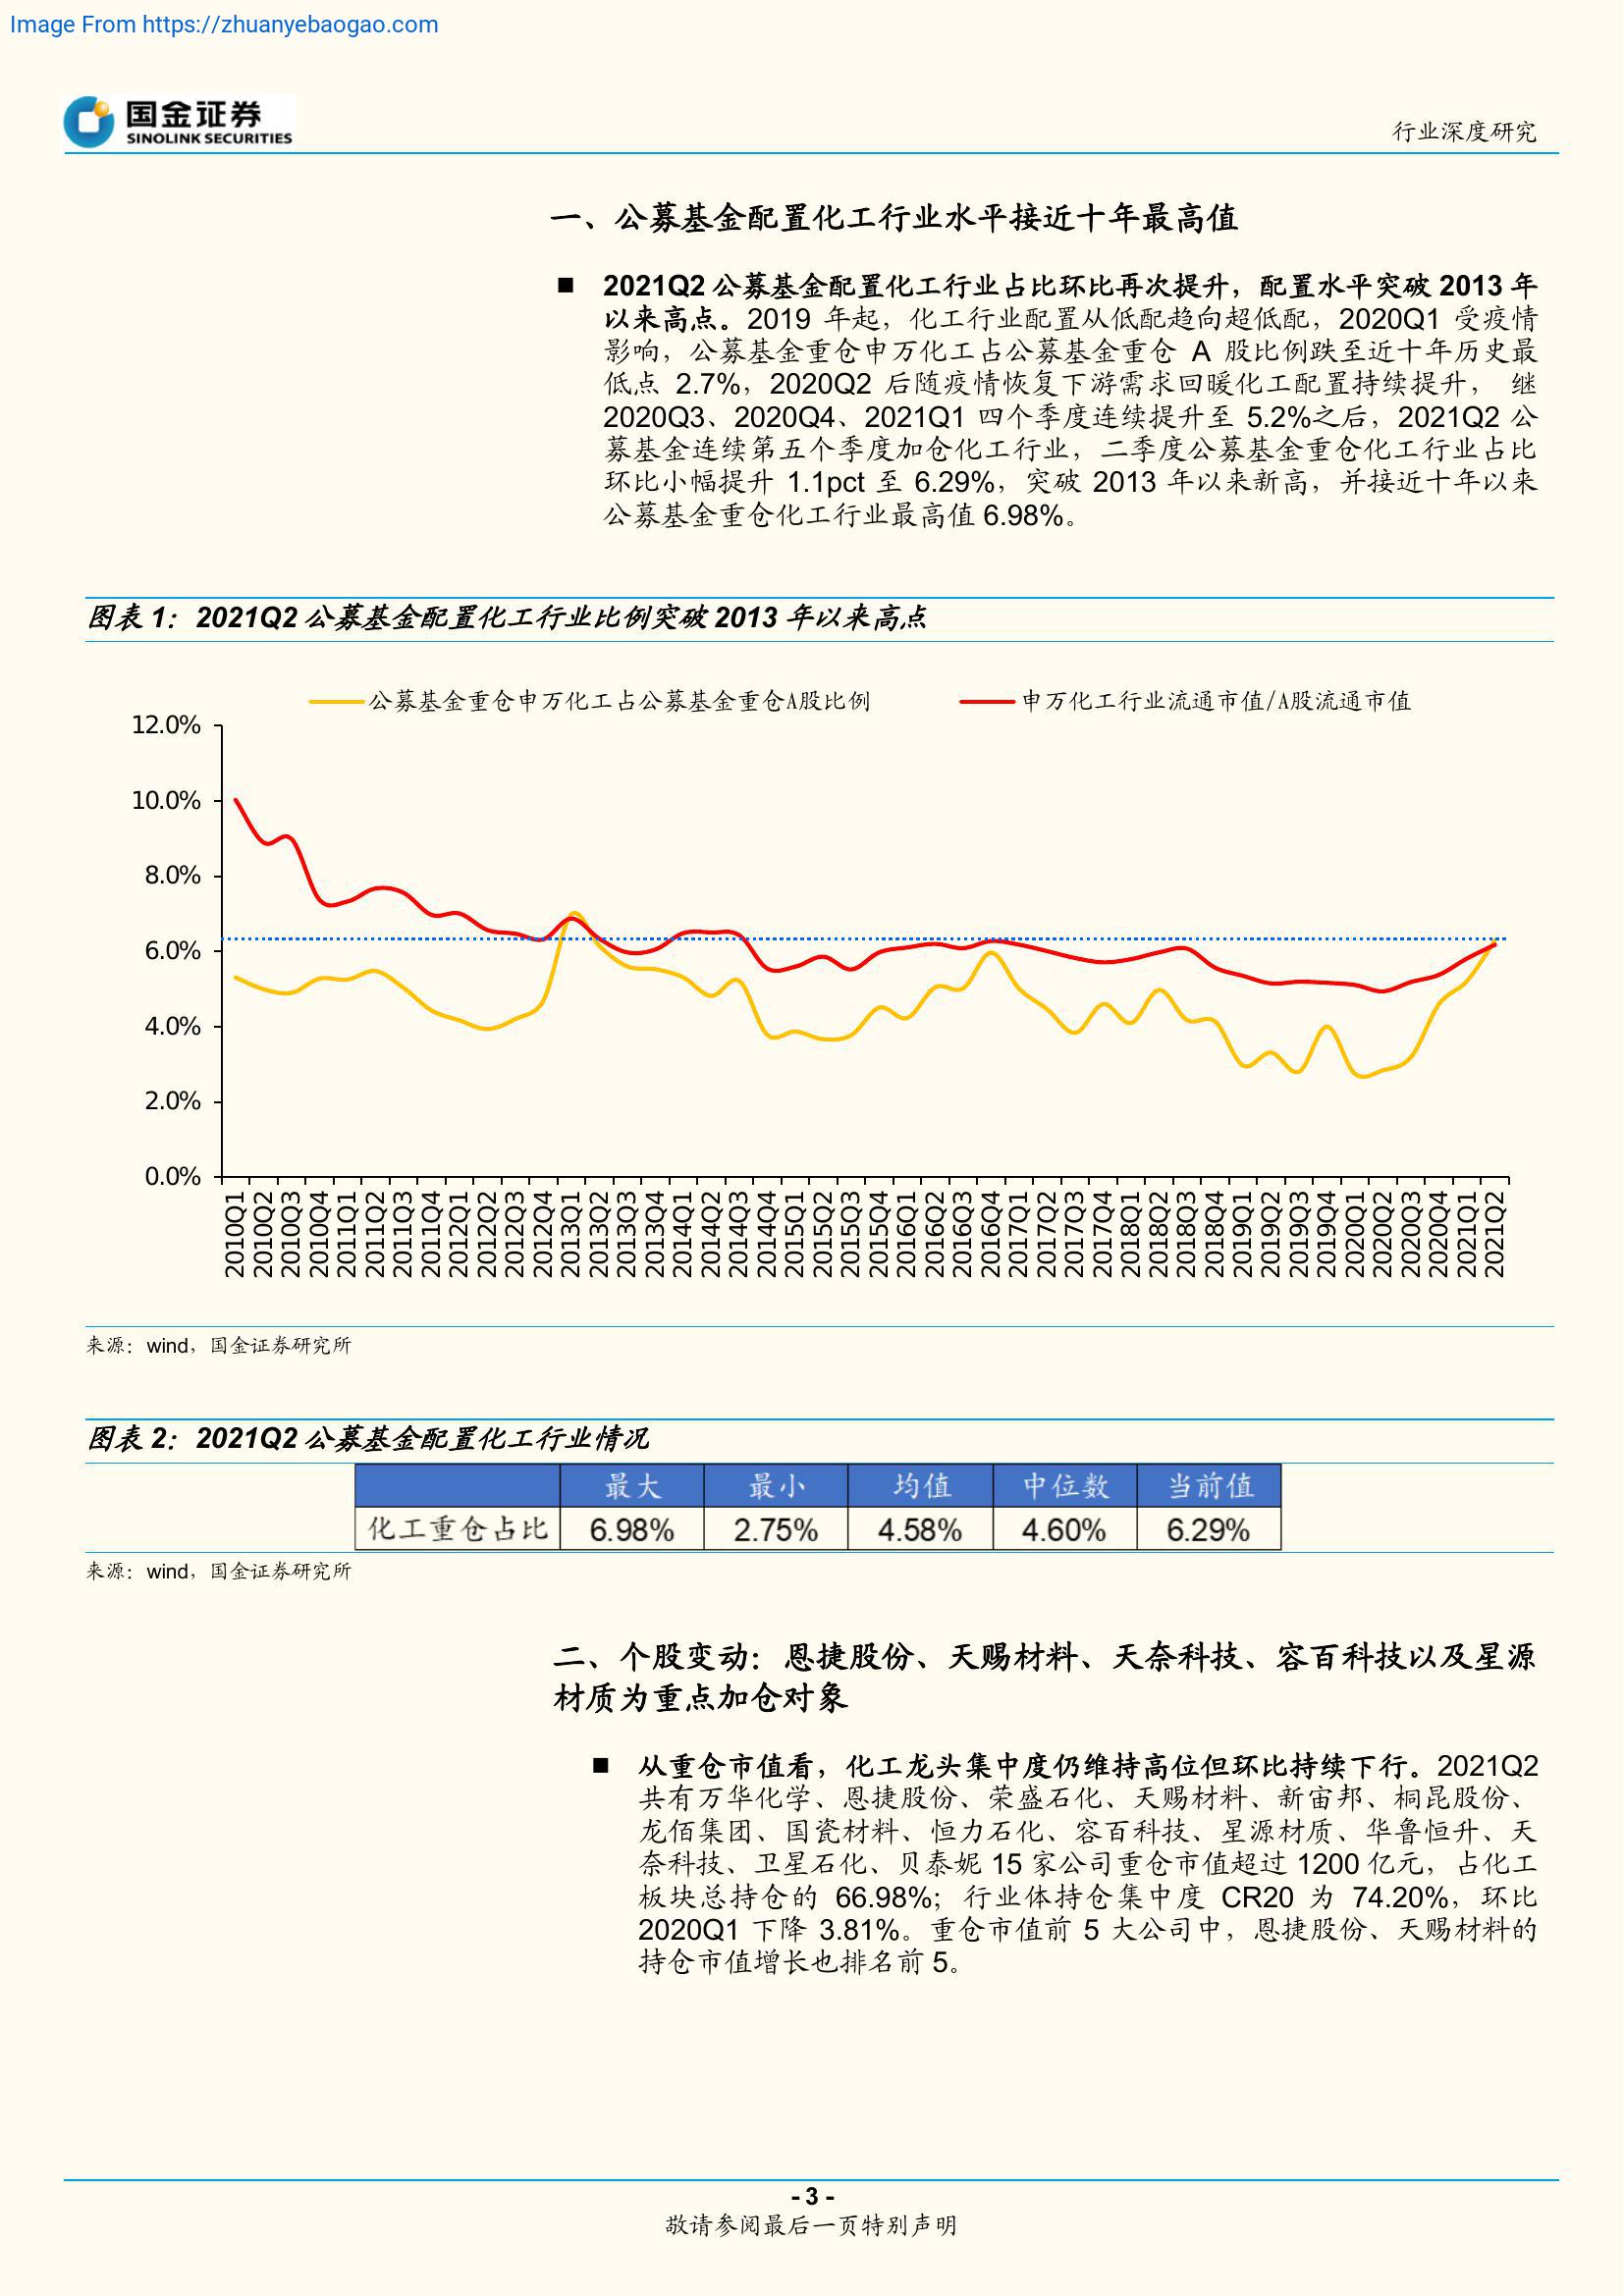 Image From https://zhuanyebaogao.com
国金证券
SINOLINK SECURITIES
行业深度研究
一、公募基金配置化工行业水平接近十年最高值
■ 2021Q2 公募基金配置化工行业占比环比再次提升，配置水平突破 2013 年
以来高点。2019 年起，化工行业配置从低配趋向超低配，2020Q1 受疫情
影响，公募基金重仓申万化工占公募基金重仓 A 股比例跌至近十年历史最
低点 2.7%，2020Q2 后随疫情恢复下游需求回暖化工配置持续提升， 继
2020Q3、2020Q4、2021Q1 四个季度连续提升至 5.2%之后，2021Q2 公
募基金连续第五个季度加仓化工行业，二季度公募基金重仓化工行业占比
环比小幅提升 1.1pct 至 6.29%，突破 2013 年以来新高，并接近十年以来
公募基金重仓化工行业最高值 6.98%。
图表 1：2021Q2 公募基金配置化工行业比例突破 2013 年以来高点
公募基金重仓申万化工占公募基金重仓A股比例
申万化工行业流通市值/A股流通市值
12.0%
10.0%
8.0%
6.0%
4.0%
2.0%
0.0%
2010Q1
2010Q2
2010Q3
2010Q4
2011Q1
2011Q2
2011Q3
2011Q4
2012Q1
2012Q2
2012Q3
2012Q4
2013Q1
2013Q2
2013Q3
2013Q4
2014Q1
2014Q2
2014Q3
2014Q4
2015Q1
2015Q2
2015Q3
2015Q4
2016Q1
2016Q2
2016Q3
2016Q4
2017Q1
2017Q2
2017Q3
2017Q4
2018Q1
2018Q2
2018Q3
2018Q4
2019Q1
2019Q2
2019Q3
2019Q4
2020Q1
2020Q2
2020Q3
2020Q4
2021Q1
2021Q2
来源：wind，国金证券研究所
图表 2：2021Q2 公募基金配置化工行业情况
最大 最小 均值 中位数 当前值
化工重仓占比 6.98% 2.75% 4.58% 4.60% 6.29%
来源：wind，国金证券研究所
二、个股变动：恩捷股份、天赐材料、天奈科技、容百科技以及星源
材质为重点加仓对象
■ 从重仓市值看，化工龙头集中度仍维持高位但环比持续下行。2021Q2
共有万华化学、恩捷股份、荣盛石化、天赐材料、新宙邦、桐昆股份、
龙佰集团、国瓷材料、恒力石化、容百科技、星源材质、华鲁恒升、天
奈科技、卫星石化、贝泰妮 15 家公司重仓市值超过 1200 亿元，占化工
板块总持仓的 66.98%；行业体持仓集中度 CR20 为 74.20%，环比
2020Q1 下降 3.81%。重仓市值前 5 大公司中，恩捷股份、天赐材料的
持仓市值增长也排名前 5。
- 3 -
敬请参阅最后一页特别声明